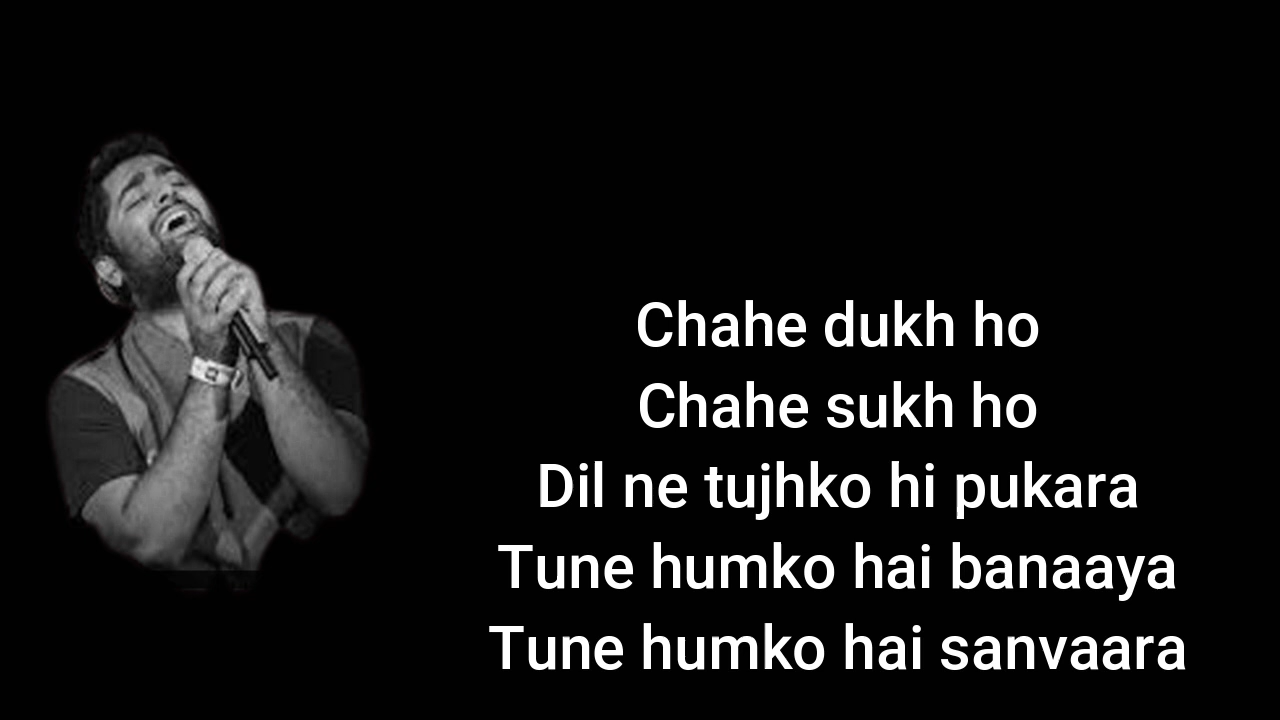 Chahe dukh ho
Chahe sukh ho
Dil ne tujhko hi pukara
Tune humko hai banaaya
Tune humko hai sanvaara